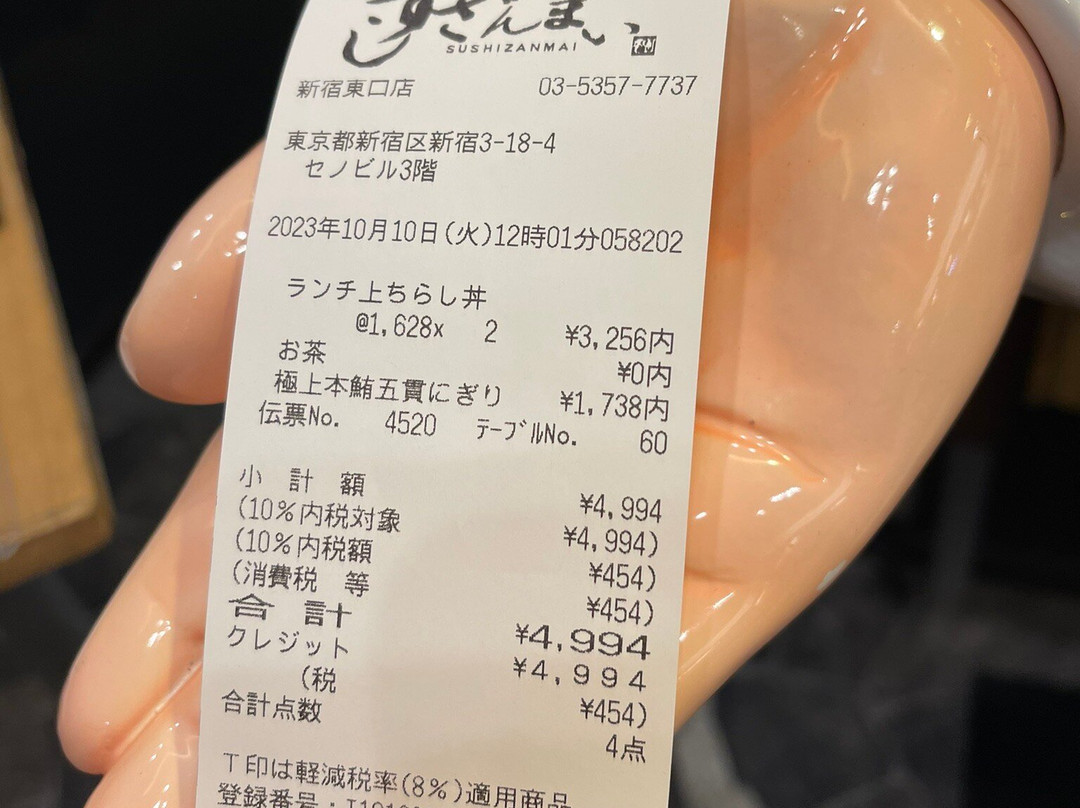 すしざんまい
SUSHIZANMAI
新宿東口店 03-5357-7737
東京都新宿区新宿3-18-4
セノビル3階
2023年10月10日(火)12時01分058202
ランチ上ちらし丼
@1,628x 2 ¥3,256内
お茶 ¥0内
極上本鮪五貫にぎり ¥1,738内
伝票No. 4520 テーブルNo. 60
小計額 ¥4,994
(10%内税対象 ¥4,994)
(10%内税額 ¥454)
(消費税 等 ¥454)
合計 ¥4,994
クレジット ¥4,994
(税 ¥454)
合計点数 4点
T印は軽減税率(8%)適用商品
登録番号: